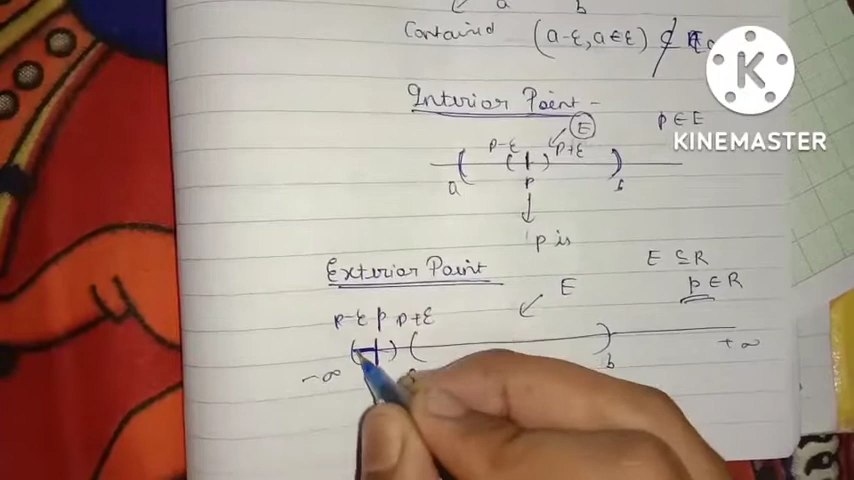 a b
Contained (a-ε, a∈ε) ⊄
K
KINEMASTER
Interior Point -
E p ∈ E
p-ε p+ε
a p
p is
Exterior Point E ⊆ R
E p ∈ R
p-ε p p+ε
-∞ b +∞